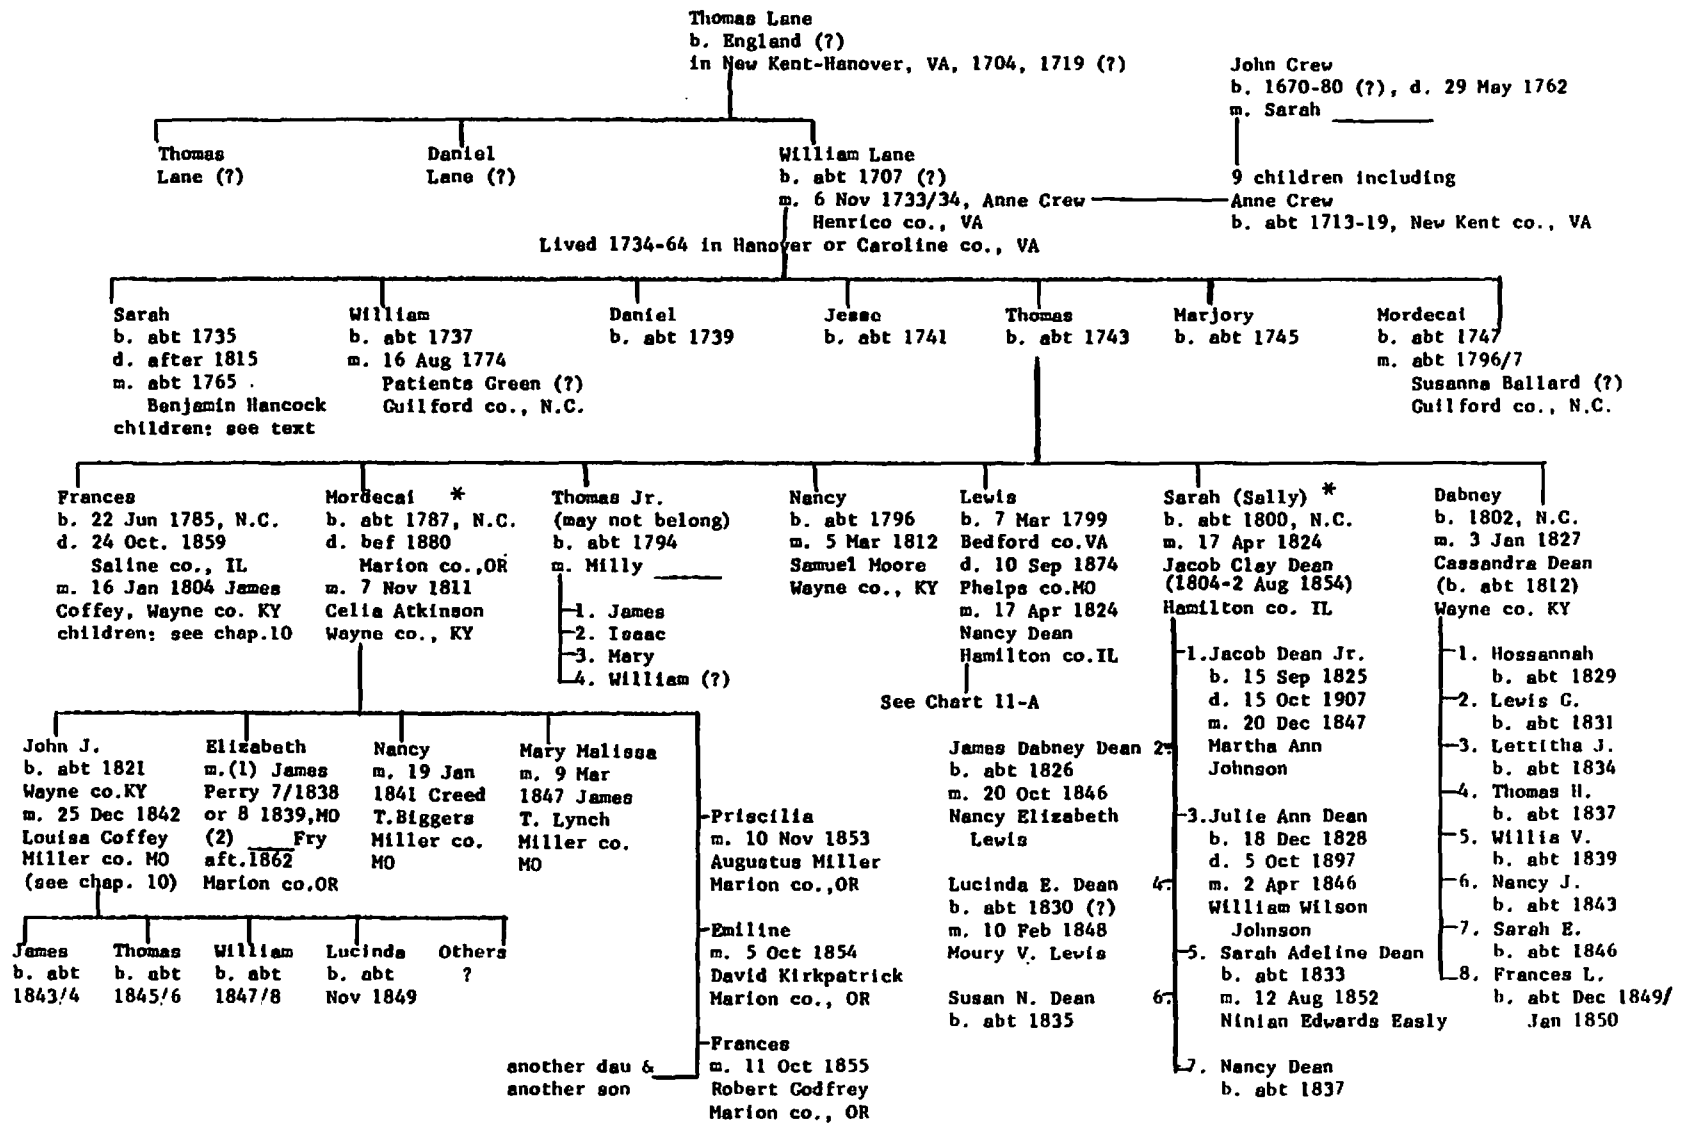 Thomas Lane
b. England (?)
in New Kent-Hanover, VA, 1704, 1719 (?)
John Crew
b. 1670-80 (?), d. 29 May 1762
m. Sarah
Thomas
Lane (?)
Daniel
Lane (?)
William Lane
b. abt 1707 (?)
m. 6 Nov 1733/34, Anne Crew
Henrico co., VA
Lived 1734-64 in Hanover or Caroline co., VA
9 children including
Anne Crew
b. abt 1713-19, New Kent co., VA
Sarah
b. abt 1735
d. after 1815
m. abt 1765
Benjamin Hancock
children: see text
William
b. abt 1737
m. 16 Aug 1774
Patients Green (?)
Guilford co., N.C.
Daniel
b. abt 1739
Jesse
b. abt 1741
Thomas
b. abt 1743
Marjory
b. abt 1745
Mordecai
b. abt 1747
m. abt 1796/7
Susanna Ballard (?)
Guilford co., N.C.
Frances
b. 22 Jun 1785, N.C.
d. 24 Oct. 1859
Saline co., IL
m. 16 Jan 1804 James
Coffey, Wayne co. KY
children: see chap.10
Mordecai *
b. abt 1787, N.C.
d. bef 1880
Marion co.,OR
m. 7 Nov 1811
Celia Atkinson
Wayne co., KY
Thomas Jr.
(may not belong)
b. abt 1794
m. Milly
1. James
2. Isaac
3. Mary
4. William (?)
Nancy
b. abt 1796
m. 5 Mar 1812
Samuel Moore
Wayne co., KY
Lewis
b. 7 Mar 1799
Bedford co.VA
d. 10 Sep 1874
Phelps co.MO
m. 17 Apr 1824
Nancy Dean
Hamilton co.IL
See Chart 11-A
Sarah (Sally) *
b. abt 1800, N.C.
m. 17 Apr 1824
Jacob Clay Dean
(1804-2 Aug 1854)
Hamilton co. IL
1.Jacob Dean Jr.
b. 15 Sep 1825
d. 15 Oct 1907
m. 20 Dec 1847
Martha Ann
Johnson
James Dabney Dean 2.
b. abt 1826
m. 20 Oct 1846
Nancy Elizabeth
Lewis
3.Julie Ann Dean
b. 18 Dec 1828
d. 5 Oct 1897
m. 2 Apr 1846
William Wilson
Johnson
Lucinda E. Dean 4.
b. abt 1830 (?)
m. 10 Feb 1848
Moury V. Lewis
5. Sarah Adeline Dean
b. abt 1833
m. 12 Aug 1852
Ninian Edwards Easly
Susan N. Dean 6.
b. abt 1835
7. Nancy Dean
b. abt 1837
Dabney
b. 1802, N.C.
m. 3 Jan 1827
Cassandra Dean
(b. abt 1812)
Wayne co. KY
1. Hossannah
b. abt 1829
2. Lewis G.
b. abt 1831
3. Lettitha J.
b. abt 1834
4. Thomas H.
b. abt 1837
5. Willis V.
b. abt 1839
6. Nancy J.
b. abt 1843
7. Sarah E.
b. abt 1846
8. Frances L.
b. abt Dec 1849/
Jan 1850
John J.
b. abt 1821
Wayne co.KY
m. 25 Dec 1842
Louisa Coffey
Miller co. MO
(see chap. 10)
Elizabeth
m.(1) James
Perry 7/1838
or 8 1839,MO
(2) ____Fry
aft.1862
Marion co.OR
Nancy
m. 19 Jan
1841 Creed
T.Biggers
Miller co.
MO
Mary Malissa
m. 9 Mar
1847 James
T. Lynch
Miller co.
MO
Priscilia
m. 10 Nov 1853
Augustus Miller
Marion co.,OR
Emiline
m. 5 Oct 1854
David Kirkpatrick
Marion co., OR
Frances
m. 11 Oct 1855
Robert Godfrey
Marion co., OR
another dau &
another son
James
b. abt
1843/4
Thomas
b. abt
1845/6
William
b. abt
1847/8
Lucinda
b. abt
Nov 1849
Others
?